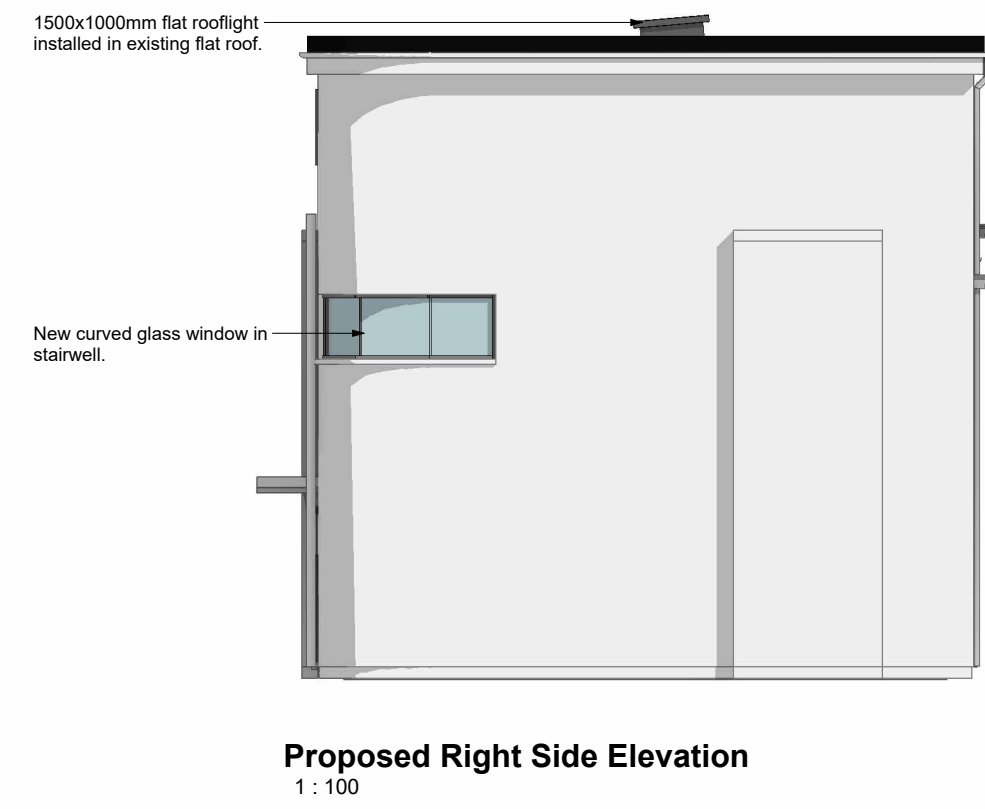 1500x1000mm flat rooflight
installed in existing flat roof.
New curved glass window in
stairwell.
Proposed Right Side Elevation
1 : 100